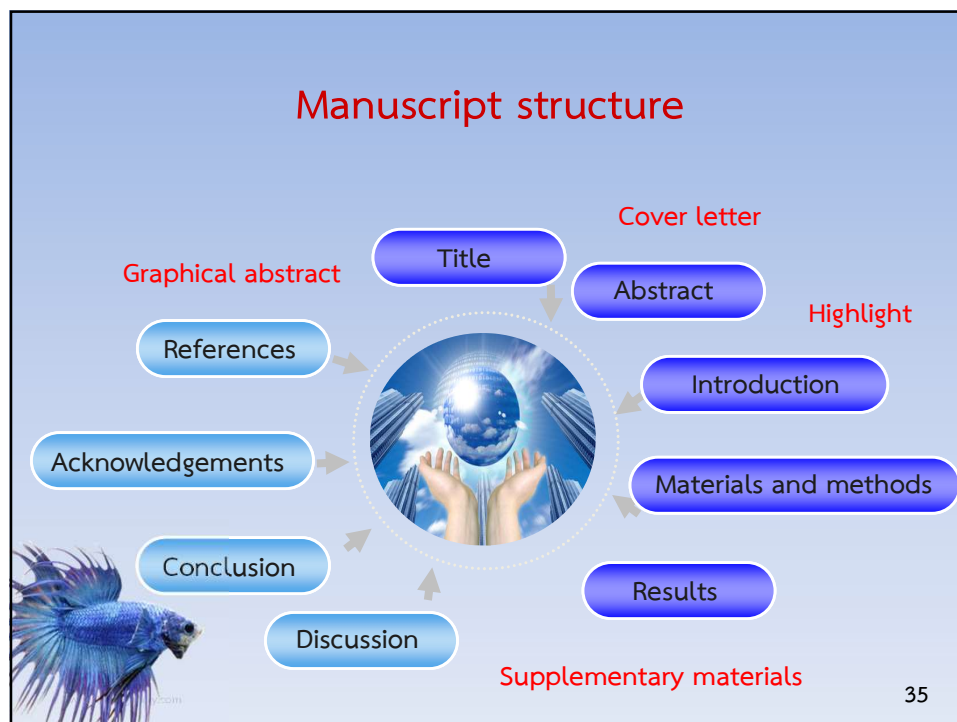 Manuscript structure
Cover letter
Title
Graphical abstract
Abstract
Highlight
References
Introduction
Acknowledgements
Materials and methods
Conclusion
Results
Discussion
Supplementary materials
35